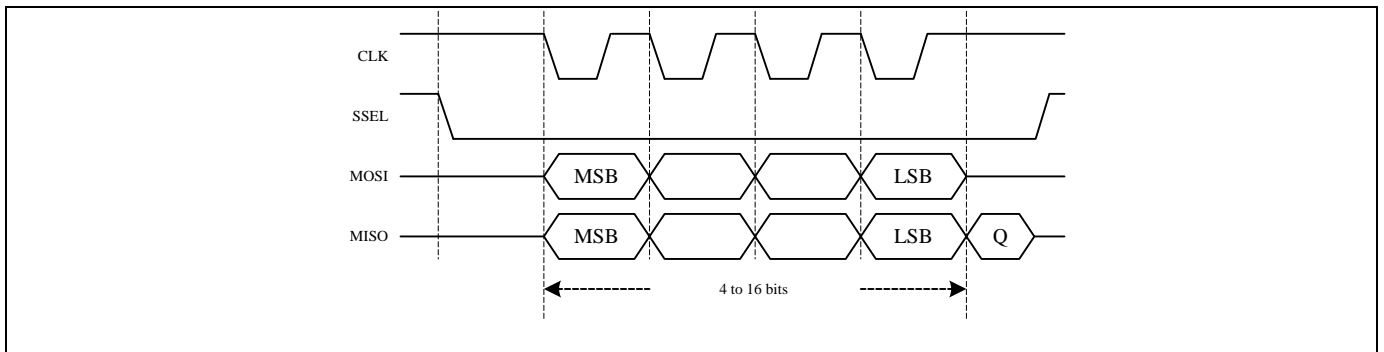 CLK
SSEL
MOSI MSB LSB
MISO MSB LSB Q
4 to 16 bits